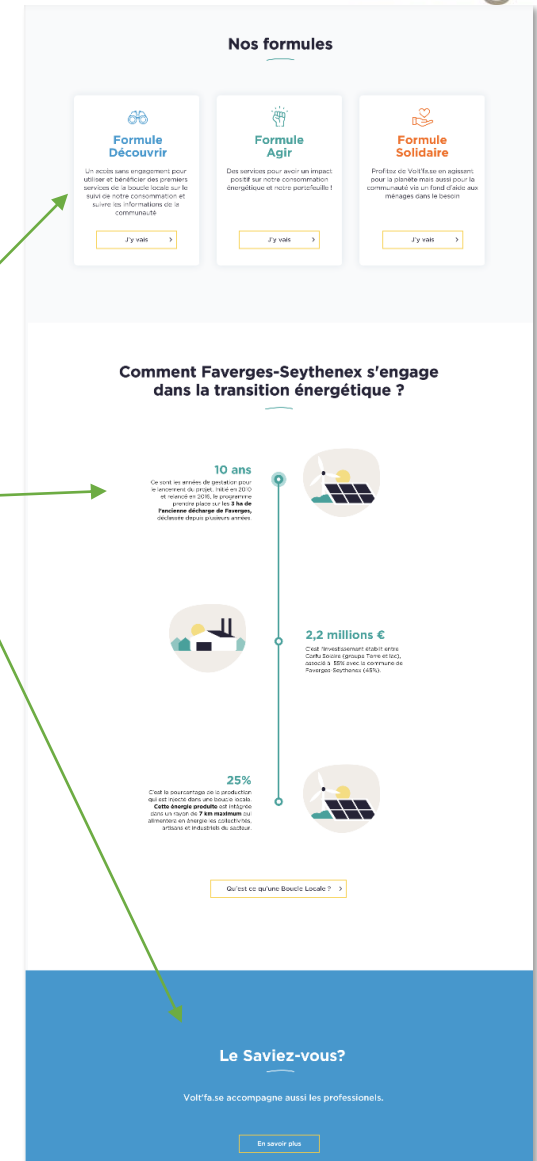 Nos formules
Formule
Découvrir
Un accès sans engagement pour
utiliser et bénéficier des premiers
services de la boucle locale sur le
suivi de notre consommation et
suivre les informations de la
communauté
J'y vais >
Formule
Agir
Des services pour avoir un impact
positif sur notre consommation
énergétique et notre portefeuille !
J'y vais >
Formule
Solidaire
Profitez de Volt'fa.se en agissant
pour la planète mais aussi pour la
communauté via un fond d'aide aux
ménages dans le besoin
J'y vais >
Comment Faverges-Seythenex s'engage
dans la transition énergétique ?
10 ans
Ce sont les années de gestation pour
le lancement du projet. Initié en 2010
et relancé en 2016, le programme
prendre place sur les 3 ha de
l'ancienne décharge de Faverges,
déclassée depuis plusieurs années.
2,2 millions €
C'est l'investissement établit entre
Solaire (groupe Terre et lac),
associé à 55% avec la commune de
Faverges-Seythenex (45%).
25%
C'est le pourcentage de la production
qui est injecté dans une boucle locale.
Cette énergie produite est intégrée
dans un rayon de 7 km maximum qui
alimentera en énergie les collectivités,
artisans et industriels du secteur.
Qu'est ce qu'une Boucle Locale ? >
Le Saviez-vous?
Volt'fa.se accompagne aussi les professionels.
En savoir plus